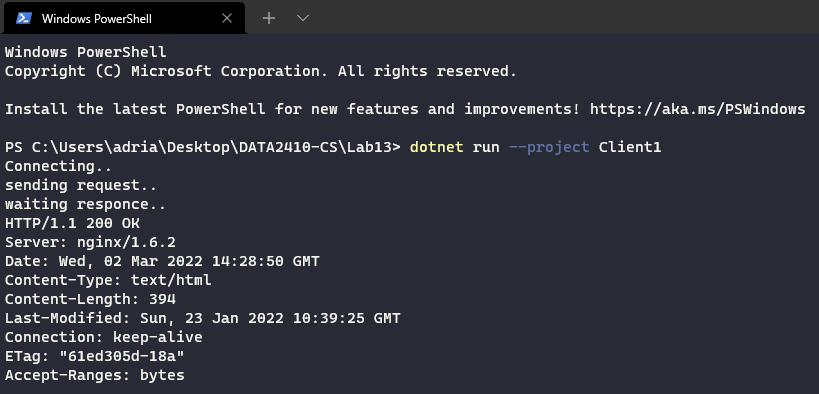 Windows PowerShell
Windows PowerShell
Copyright (C) Microsoft Corporation. All rights reserved.
Install the latest PowerShell for new features and improvements! https://aka.ms/PSWindows
PS C:\Users\adria\Desktop\DATA2410-CS\Lab13> dotnet run --project Client1
Connecting..
sending request..
waiting responce..
HTTP/1.1 200 OK
Server: nginx/1.6.2
Date: Wed, 02 Mar 2022 14:28:50 GMT
Content-Type: text/html
Content-Length: 394
Last-Modified: Sun, 23 Jan 2022 10:39:25 GMT
Connection: keep-alive
ETag: "61ed305d-18a"
Accept-Ranges: bytes